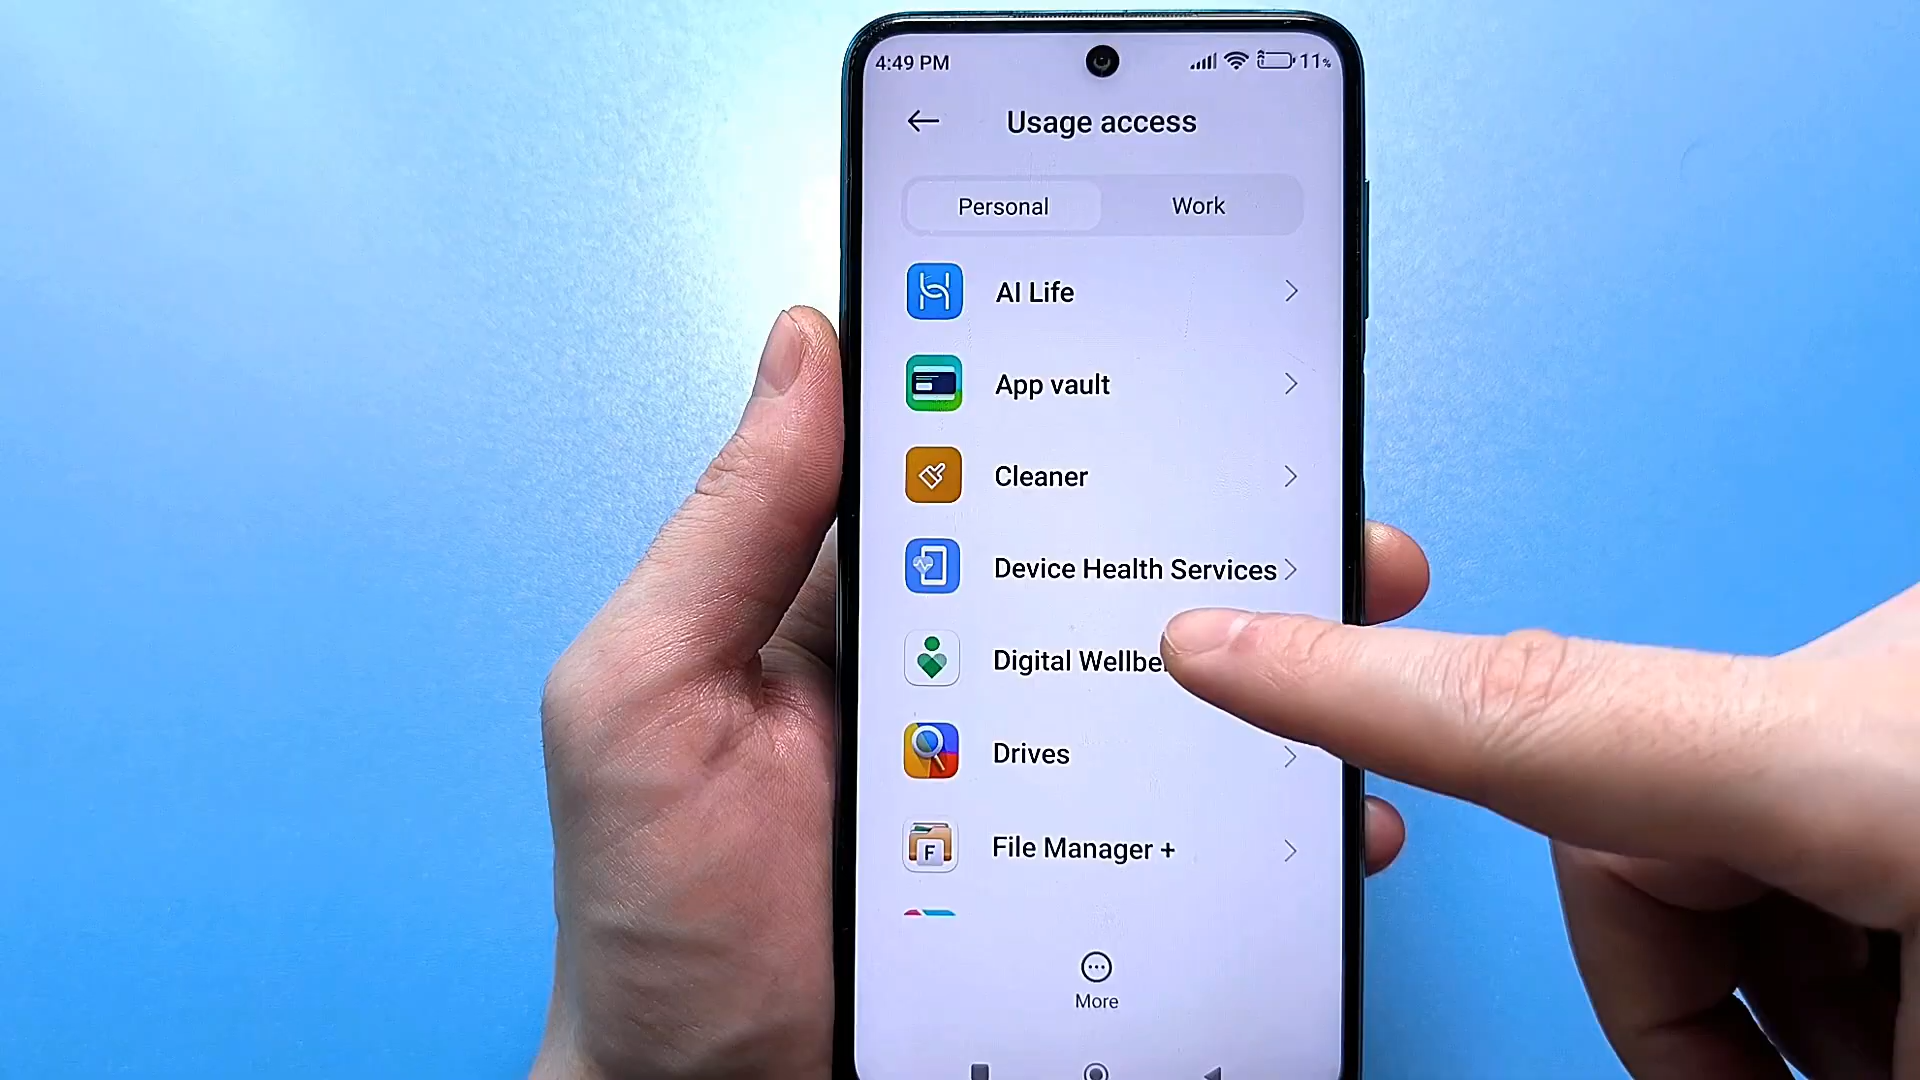 4:49 PM
11%
Usage access
Personal
Work
AI Life
App vault
Cleaner
Device Health Services
Digital
Drives
F
File Manager +
More